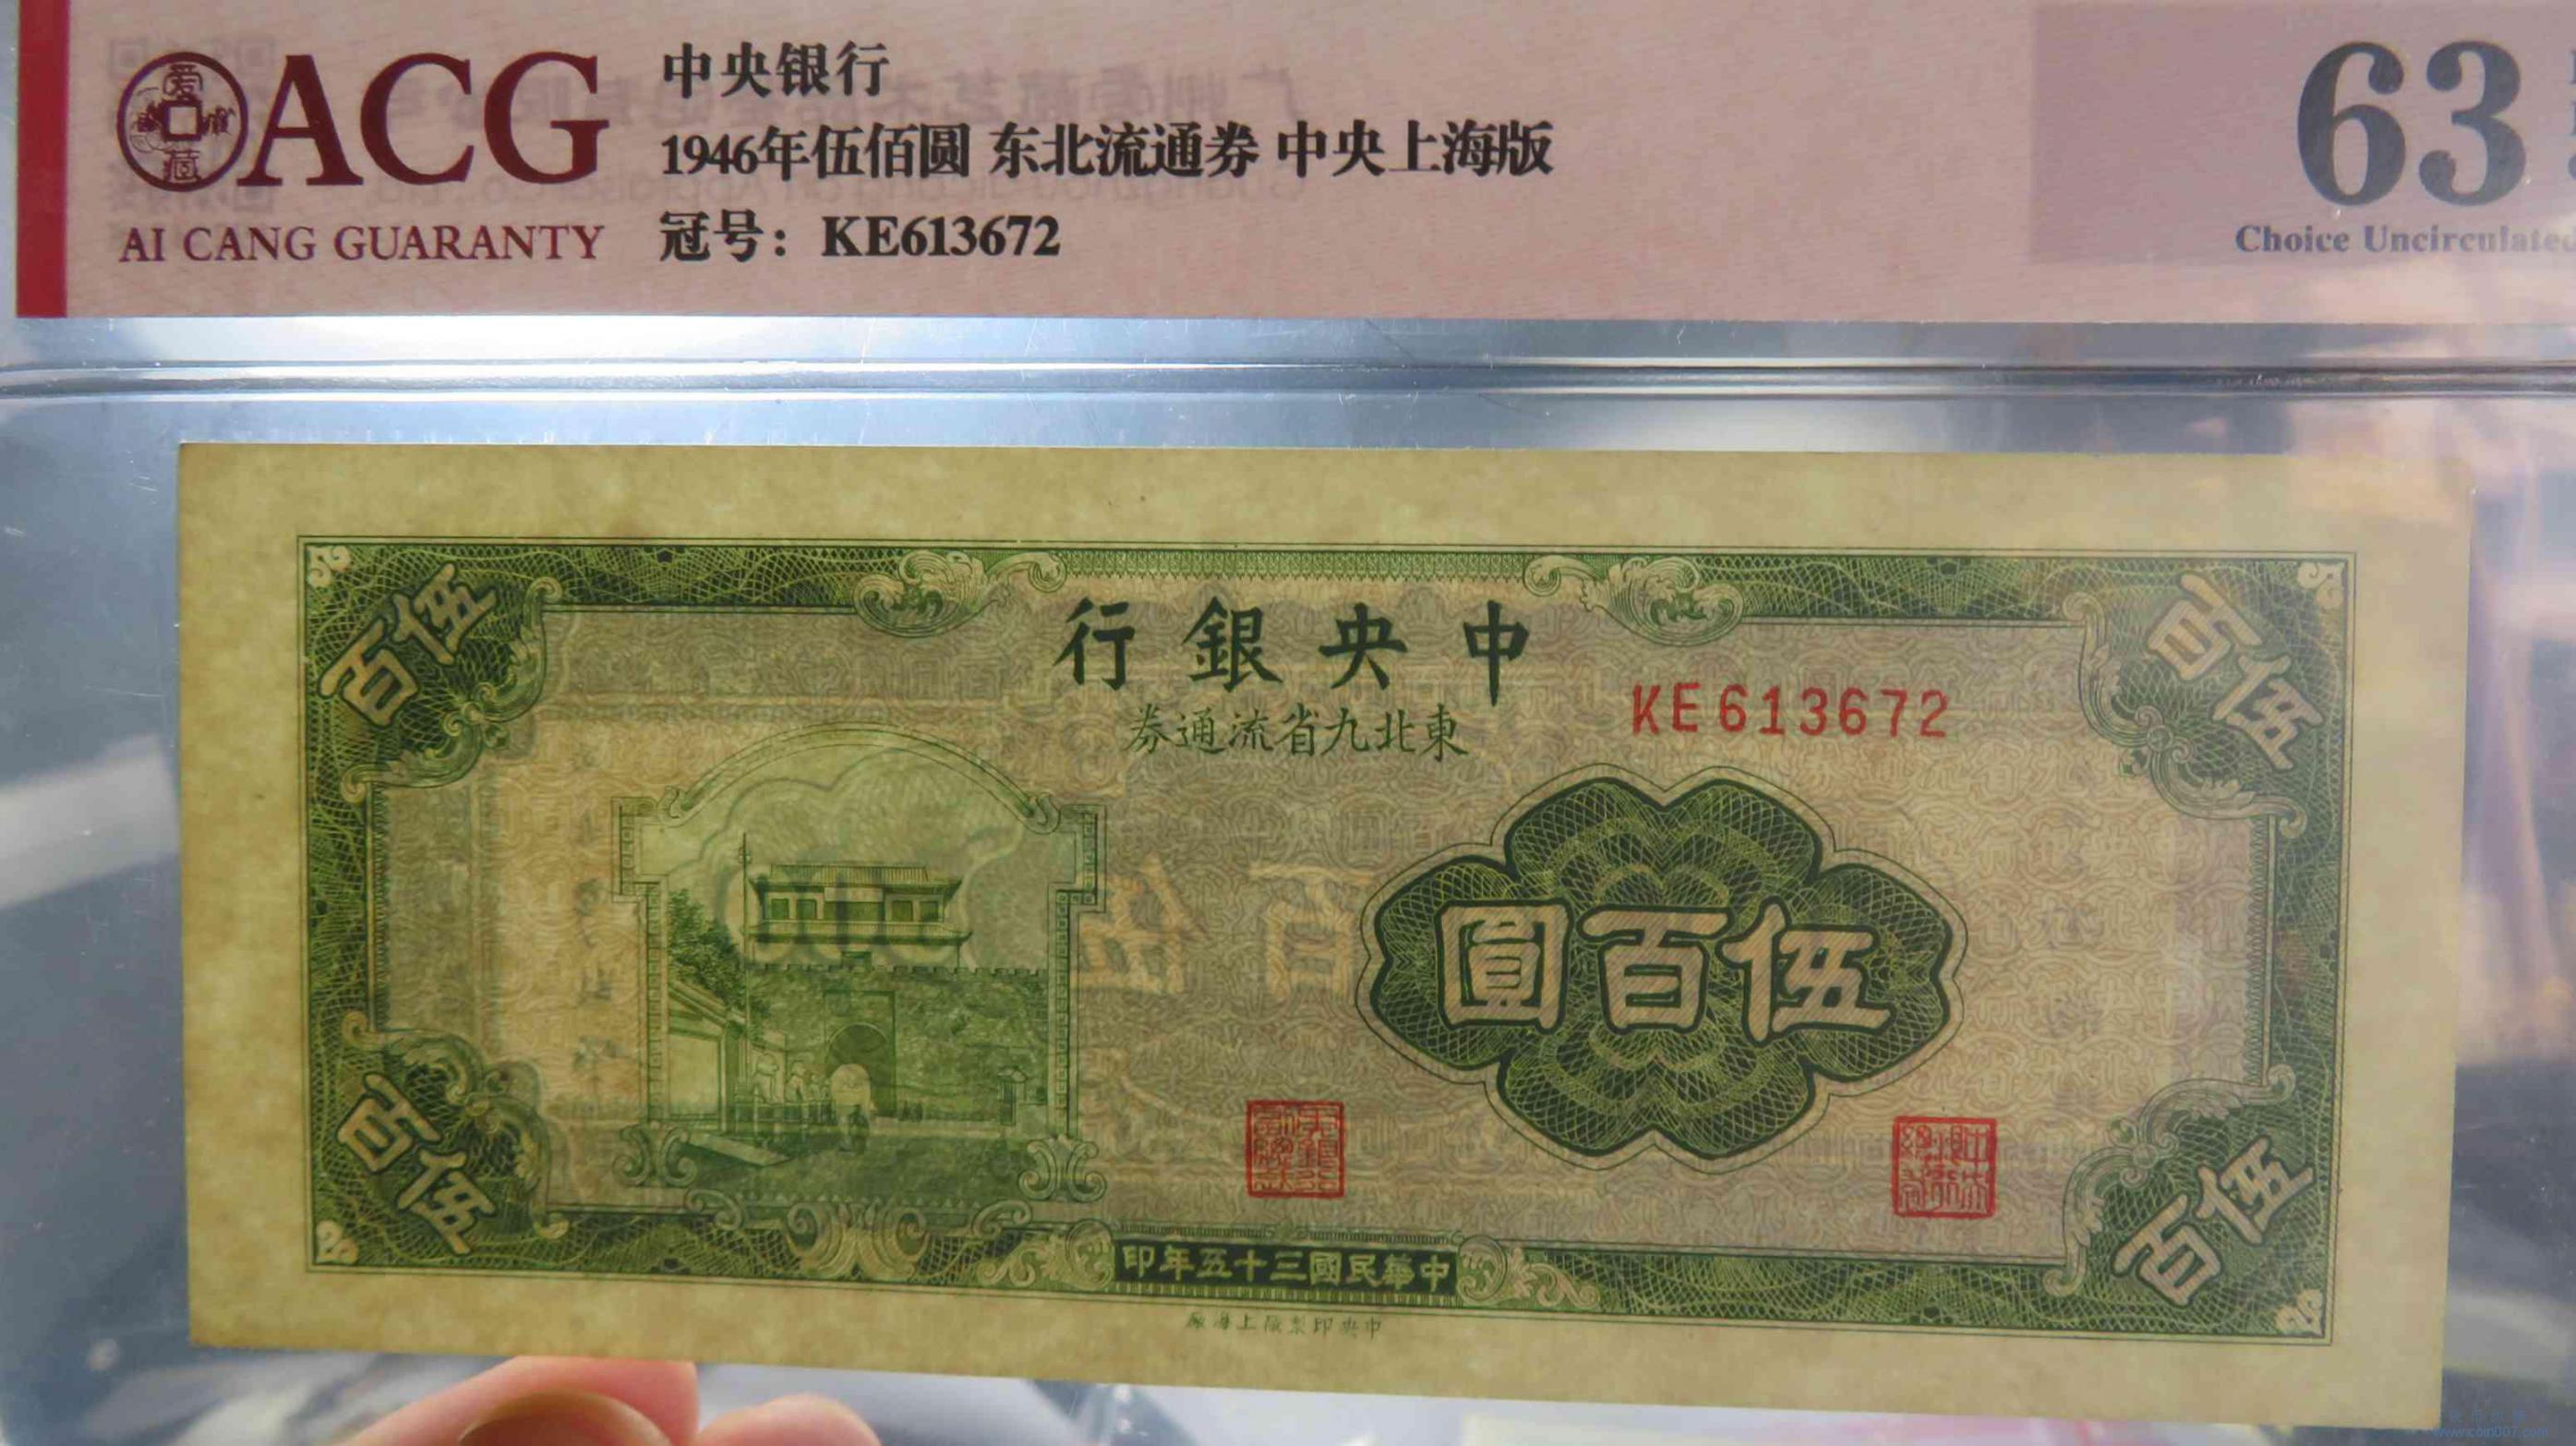 ACG
AI CANG GUARANTY
中央银行
1946年伍佰圆 东北流通券 中央上海版
冠号：KE613672
63
Choice Uncirculated
中央銀行
東北九省流通券
KE613672
伍百
伍百
伍百圓
伍百
伍百
中華民國三十五年印
中央印製廠上海廠
www.coin007.com